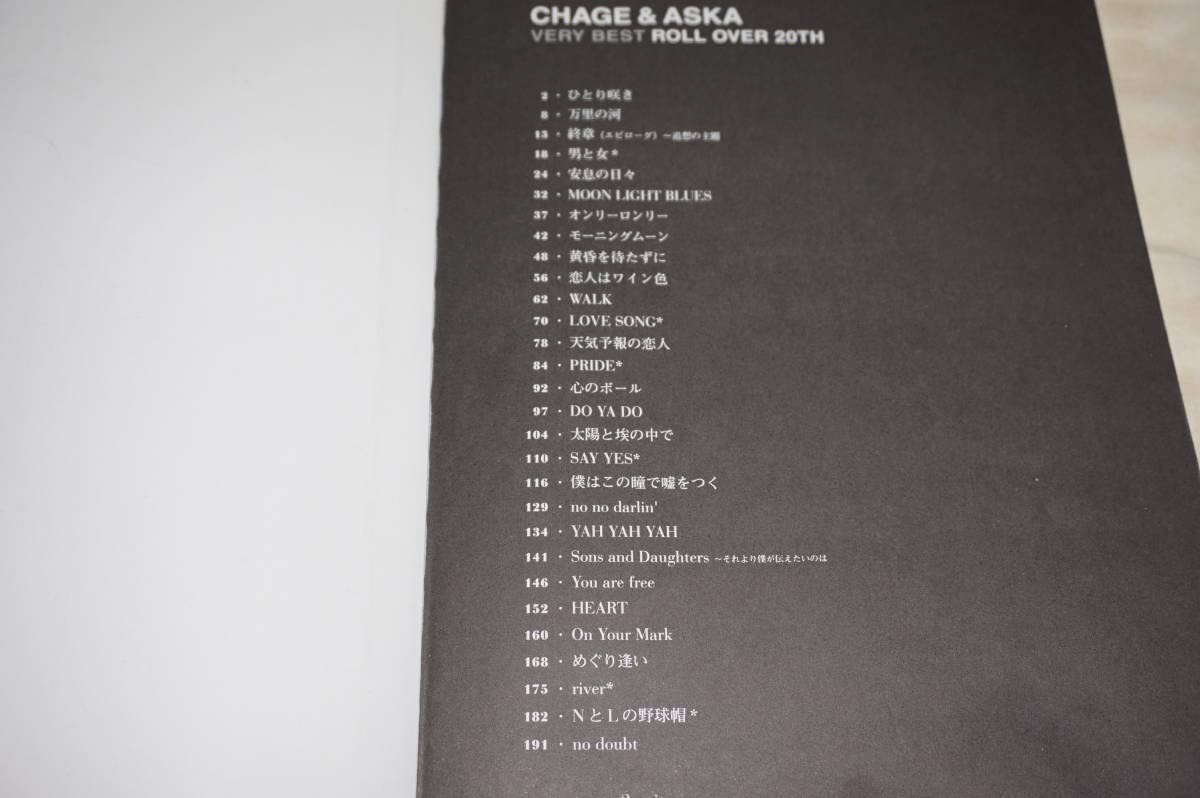 CHAGE & ASKA
VERY BEST ROLL OVER 20TH
2・ひとり咲き
8・万里の河
13・終章（エピローグ）～追想の主題
18・男と女*
24・安息の日々
32・MOON LIGHT BLUES
37・オンリーロンリー
42・モーニングムーン
48・黄昏を待たずに
56・恋人はワイン色
62・WALK
70・LOVE SONG*
78・天気予報の恋人
84・PRIDE*
92・心のボール
97・DO YA DO
104・太陽と埃の中で
110・SAY YES*
116・僕はこの瞳で嘘をつく
129・no no darlin'
134・YAH YAH YAH
141・Sons and Daughters ～それより僕が伝えたいのは
146・You are free
152・HEART
160・On Your Mark
168・めぐり逢い
175・river*
182・NとLの野球帽*
191・no doubt